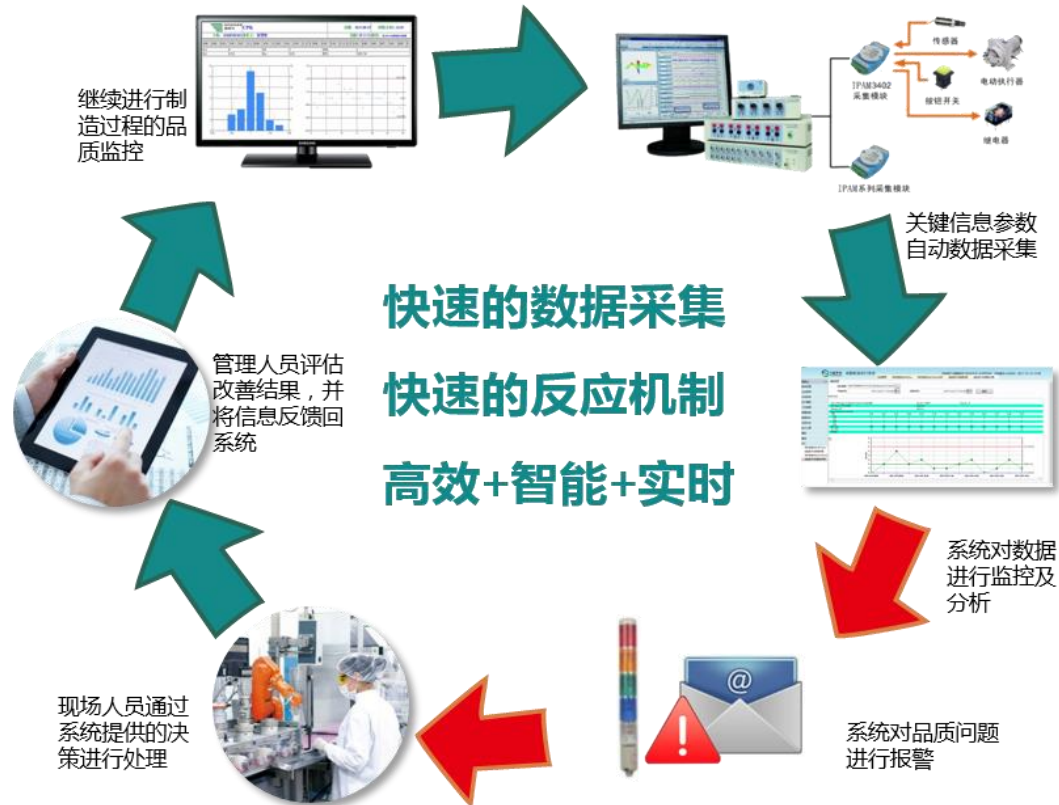 传感器
IPAM3402
采集模块
电动执行器
按钮开关
继电器
IPAM系列采集模块
继续进行制
造过程的品
质监控
关键信息参数
自动数据采集
快速的数据采集
快速的反应机制
高效+智能+实时
管理人员评估
改善结果，并
将信息反馈回
系统
系统对数据
进行监控及
分析
@
现场人员通过
系统提供的决
策进行处理
系统对品质问题
进行报警